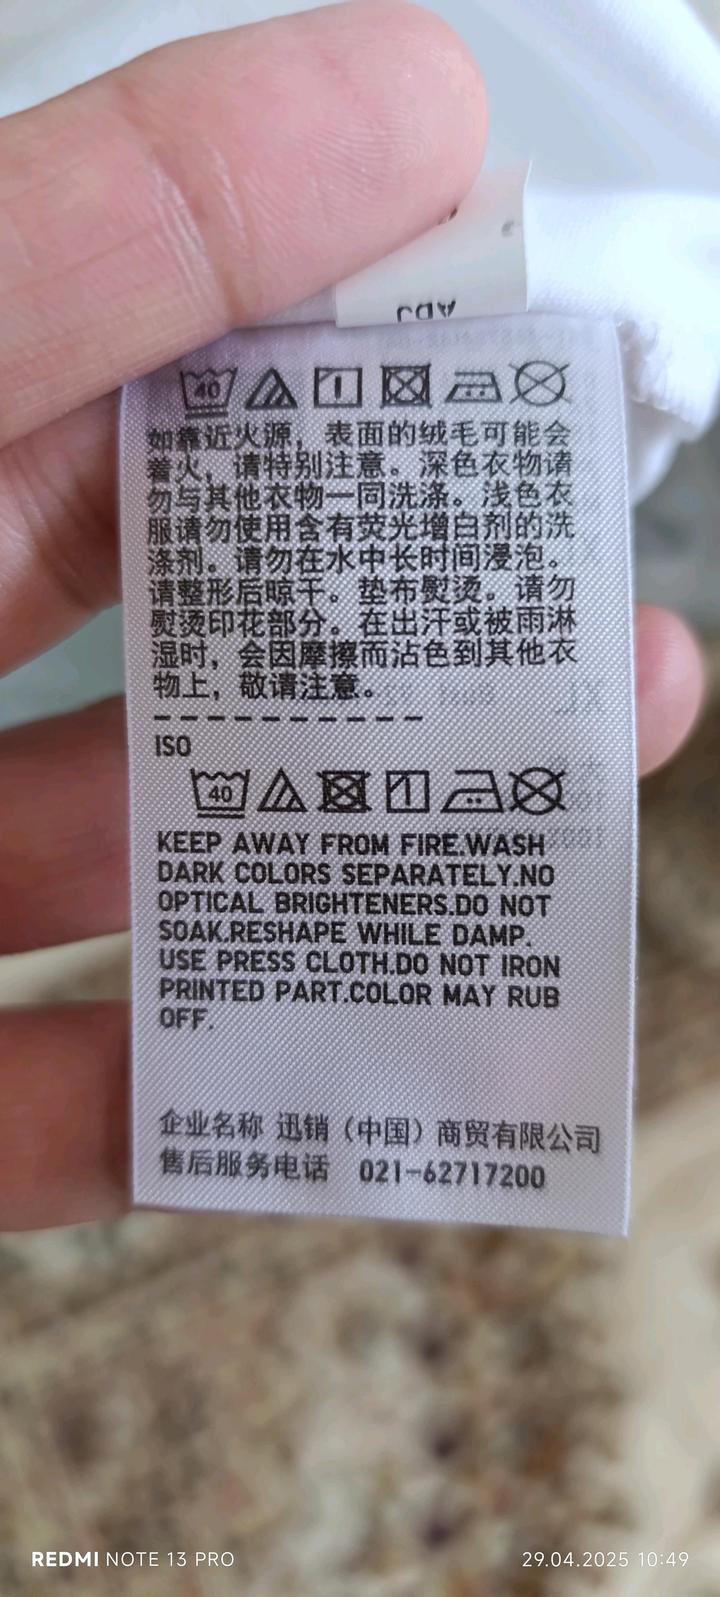 40
如靠近火源，表面的绒毛可能会
着火，请特别注意。深色衣物请
勿与其他衣物一同洗涤。浅色衣
服请勿使用含有荧光增白剂的洗
涤剂。请勿在水中长时间浸泡。
请整形后晾干。垫布熨烫。请勿
熨烫印花部分。在出汗或被雨淋
湿时，会因摩擦而沾色到其他衣
物上，敬请注意。
ISO
40
KEEP AWAY FROM FIRE.WASH
DARK COLORS SEPARATELY.NO
OPTICAL BRIGHTENERS.DO NOT
SOAK.RESHAPE WHILE DAMP.
USE PRESS CLOTH.DO NOT IRON
PRINTED PART.COLOR MAY RUB
OFF.
企业名称 迅销（中国）商贸有限公司
售后服务电话 021-62717200
REDMI NOTE 13 PRO
29.04.2025 10:49